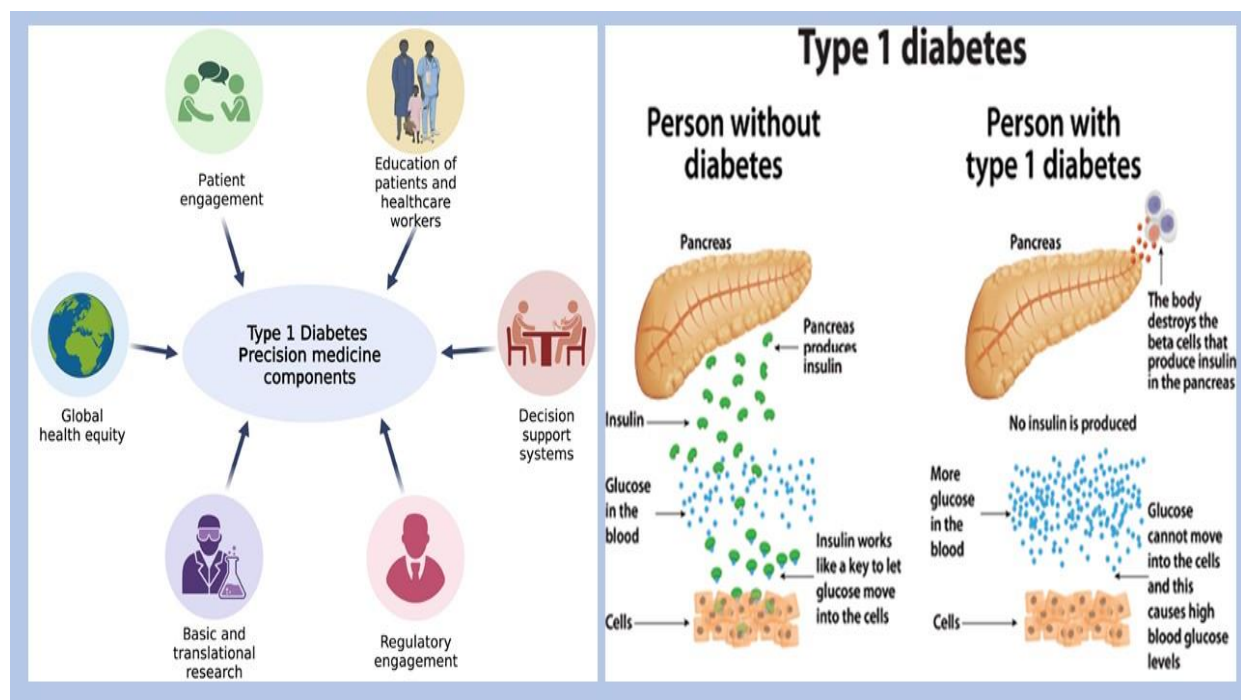 Patient
engagement
Education of
patients and
healthcare
workers
Global
health equity
Type 1 Diabetes
Precision medicine
components
Decision
support
systems
Basic and
translational
research
Regulatory
engagement
Type 1 diabetes
Person without
diabetes
Pancreas
Pancreas
produces
insulin
Insulin
Glucose
in the
blood
Insulin works
like a key to let
glucose move
into the cells
Cells
Person with
type 1 diabetes
Pancreas
The body
destroys the
beta cells that
produce insulin
in the pancreas
No insulin is produced
More
glucose
in the
blood
Glucose
cannot move
into the cells
and this
causes high
blood glucose
levels
Cells